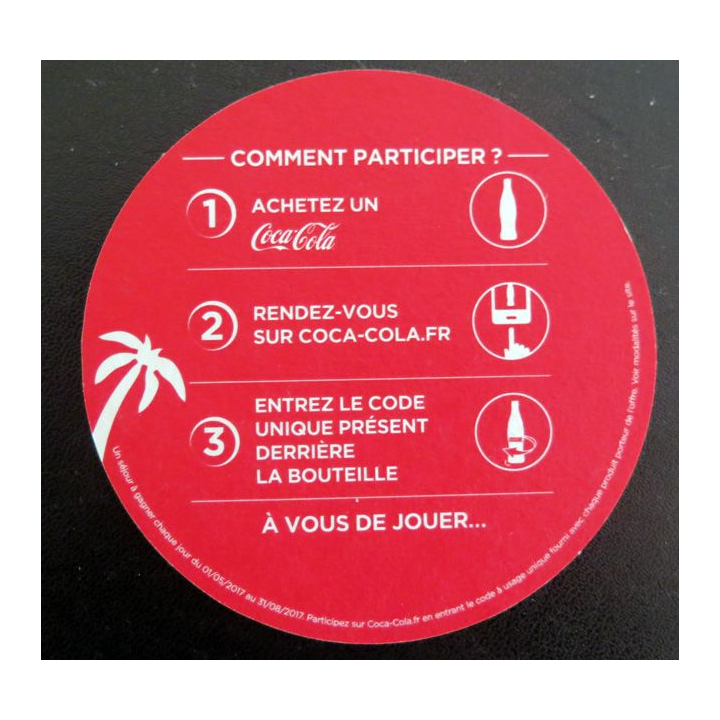 COMMENT PARTICIPER ?
1
ACHETEZ UN
Coca-Cola
2
RENDEZ-VOUS
SUR COCA-COLA.FR
3
ENTREZ LE CODE
UNIQUE PRÉSENT
DERRIÈRE
LA BOUTEILLE
À VOUS DE JOUER...
Un séjour à gagner chaque jour du 01/05/2017 au 31/08/2017. Participez sur Coca-Cola.fr en entrant le code à usage unique fourni avec chaque produit porteur de l'offre. Voir modalités sur le site.